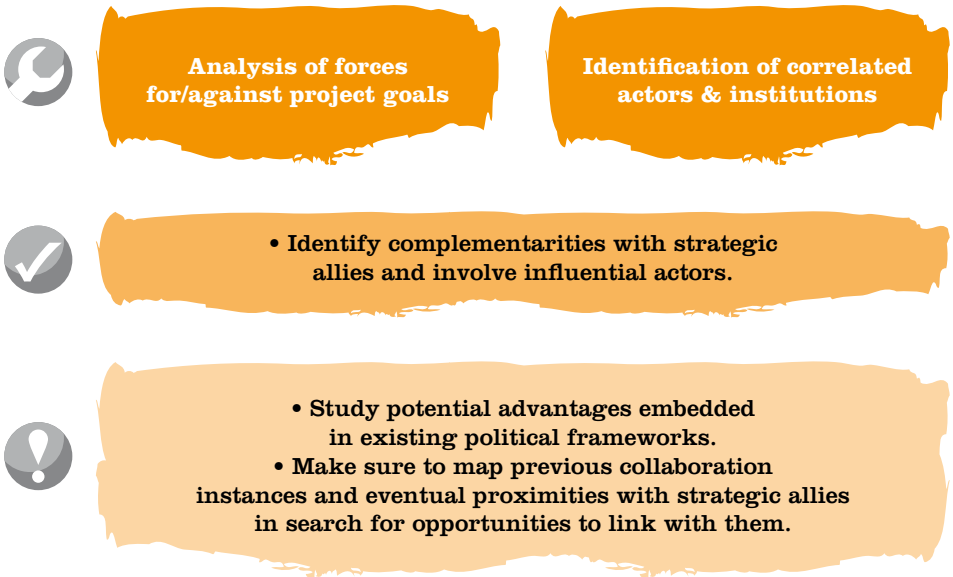 Analysis of forces
for/against project goals
Identification of correlated
actors & institutions
• Identify complementarities with strategic
allies and involve influential actors.
• Study potential advantages embedded
in existing political frameworks.
• Make sure to map previous collaboration
instances and eventual proximities with strategic allies
in search for opportunities to link with them.